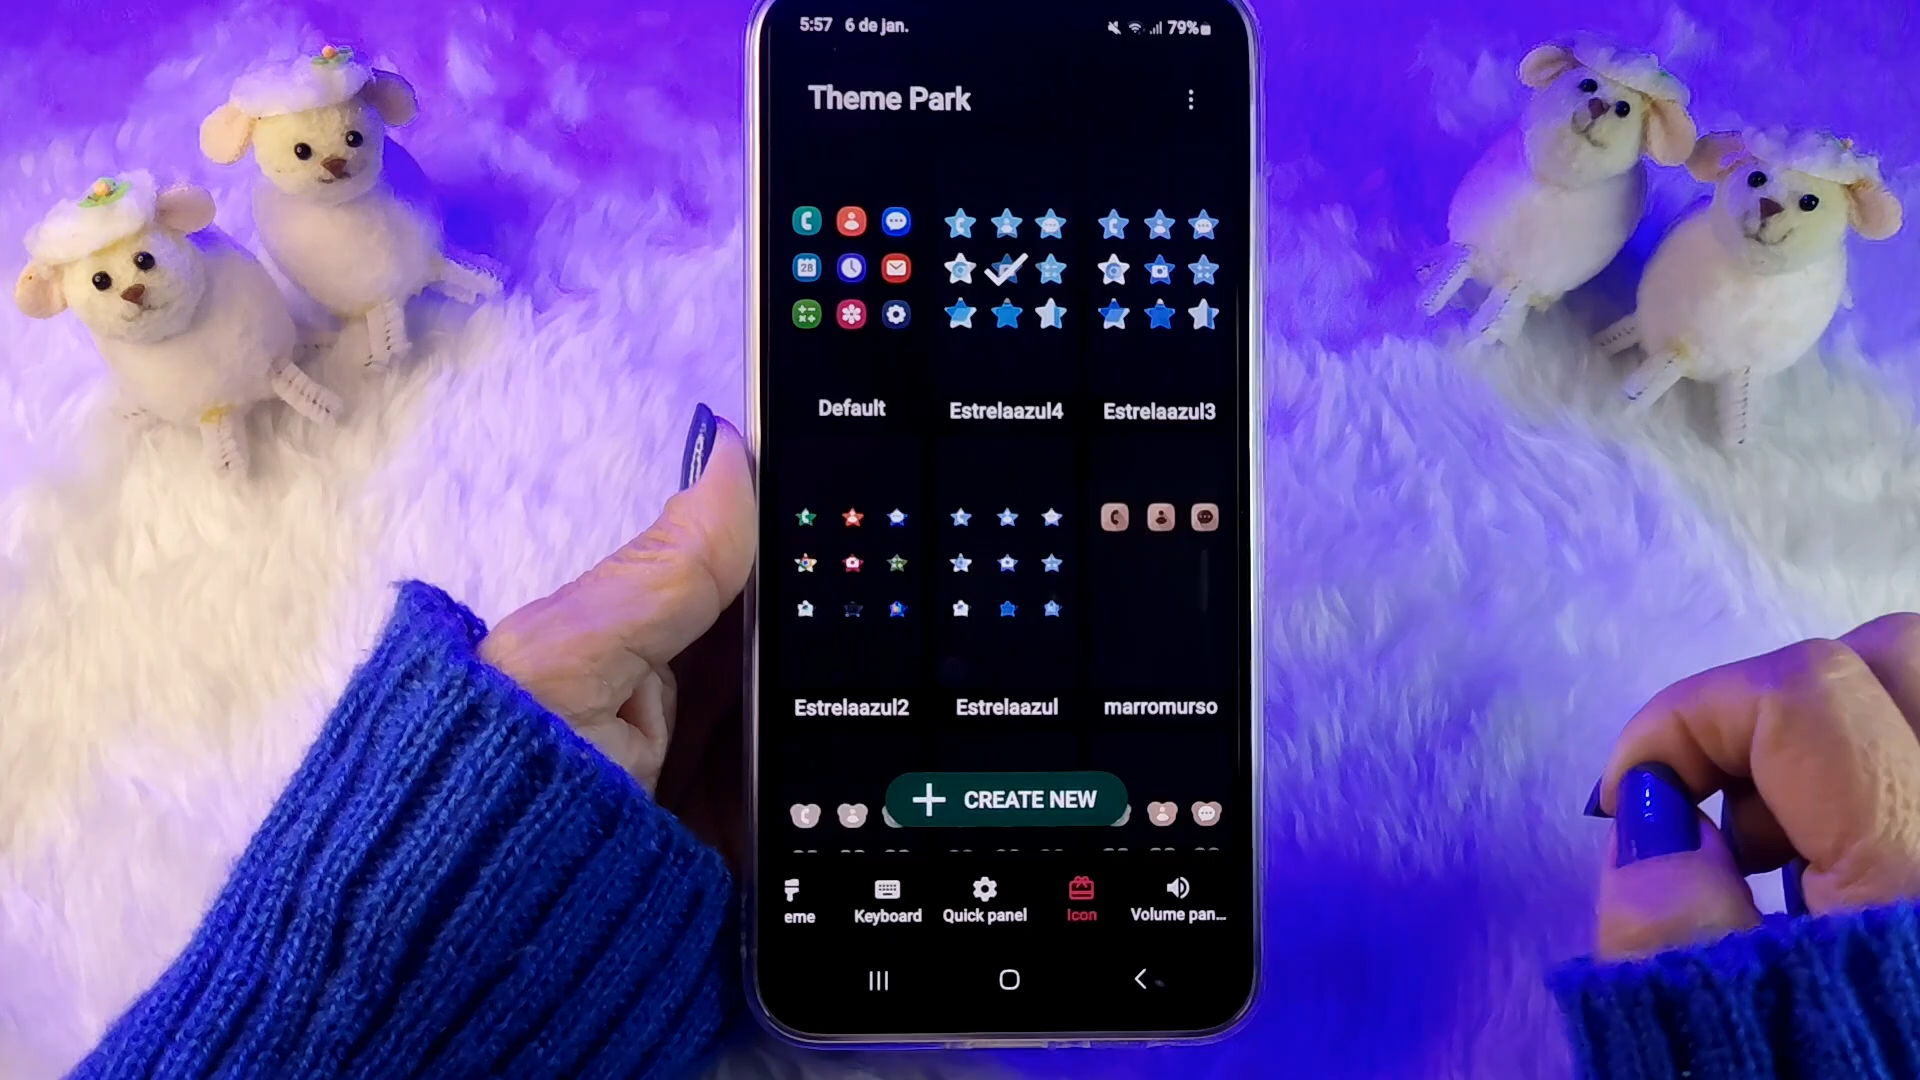 5:57 6 de jan. 79%
Theme Park
28
Default Estrelaazul4 Estrelaazul3
Estrelaazul2 Estrelaazul marromurso
CREATE NEW
eme Keyboard Quick panel Icon Volume pan...